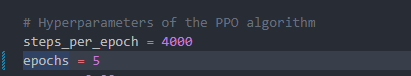 # Hyperparameters of the PPO algorithm
steps_per_epoch = 4000
epochs = 5